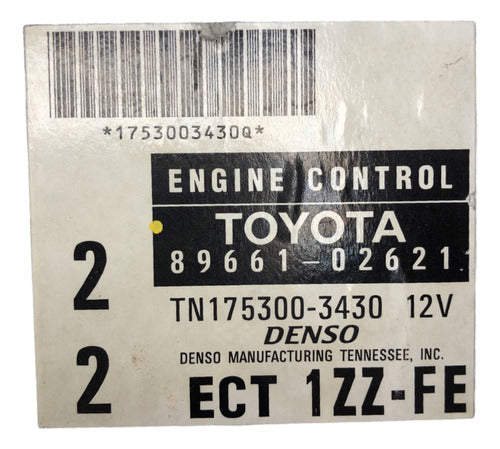 *1753003430Q*
ENGINE CONTROL
TOYOTA
89661-02621
2
TN175300-3430 12V
DENSO
DENSO MANUFACTURING TENNESSEE, INC.
2
ECT 1ZZ-FE